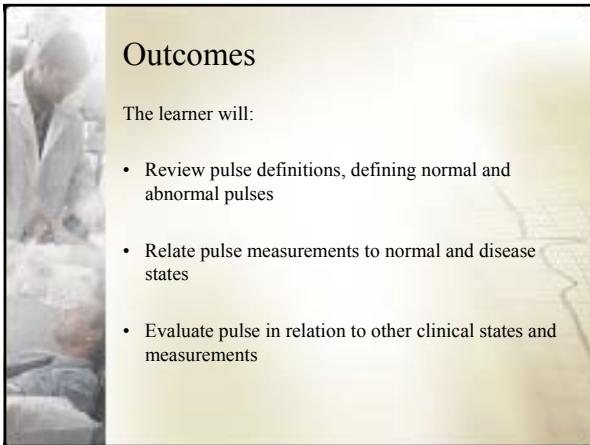 Outcomes
The learner will:
• Review pulse definitions, defining normal and
abnormal pulses
• Relate pulse measurements to normal and disease
states
• Evaluate pulse in relation to other clinical states and
measurements